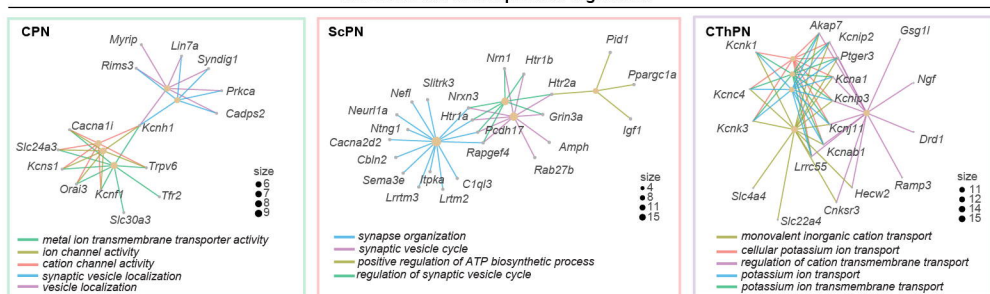 CPN
Myrip
Lin7a
Rims3
Syndig1
Prkca
Cadps2
Cacna1i
Kcnh1
Slc24a3
Kcns1
Trpv6
Orai3
Kcnf1
Tfr2
Slc30a3
size
6
7
8
9
metal ion transmembrane transporter activity
ion channel activity
cation channel activity
synaptic vesicle localization
vesicle localization
ScPN
Pid1
Nrn1
Htr1b
Slitrk3
Htr2a
Ppargc1a
Nefl
Nrxn3
Neurl1a
Htr1a
Grin3a
Igf1
Ntng1
Pcdh17
Cacna2d2
Rapgef4
Amph
Cbln2
Rab27b
Sema3e
Itpka
C1ql3
Lrrtm3
Lrtm2
size
4
8
11
15
synapse organization
synaptic vesicle cycle
positive regulation of ATP biosynthetic process
regulation of synaptic vesicle cycle
CThPN
Akap7
Kcnip2
Gsg1l
Kcnk1
Ptger3
Kcna1
Ngf
Kcnc4
Kcnip3
Kcnk3
Kcnj11
Drd1
Kcnab1
Lrrc55
Ramp3
Slc4a4
Hecw2
Cnksr3
Slc22a4
size
11
12
14
15
monovalent inorganic cation transport
cellular potassium ion transport
regulation of cation transmembrane transport
potassium ion transport
potassium ion transmembrane transport